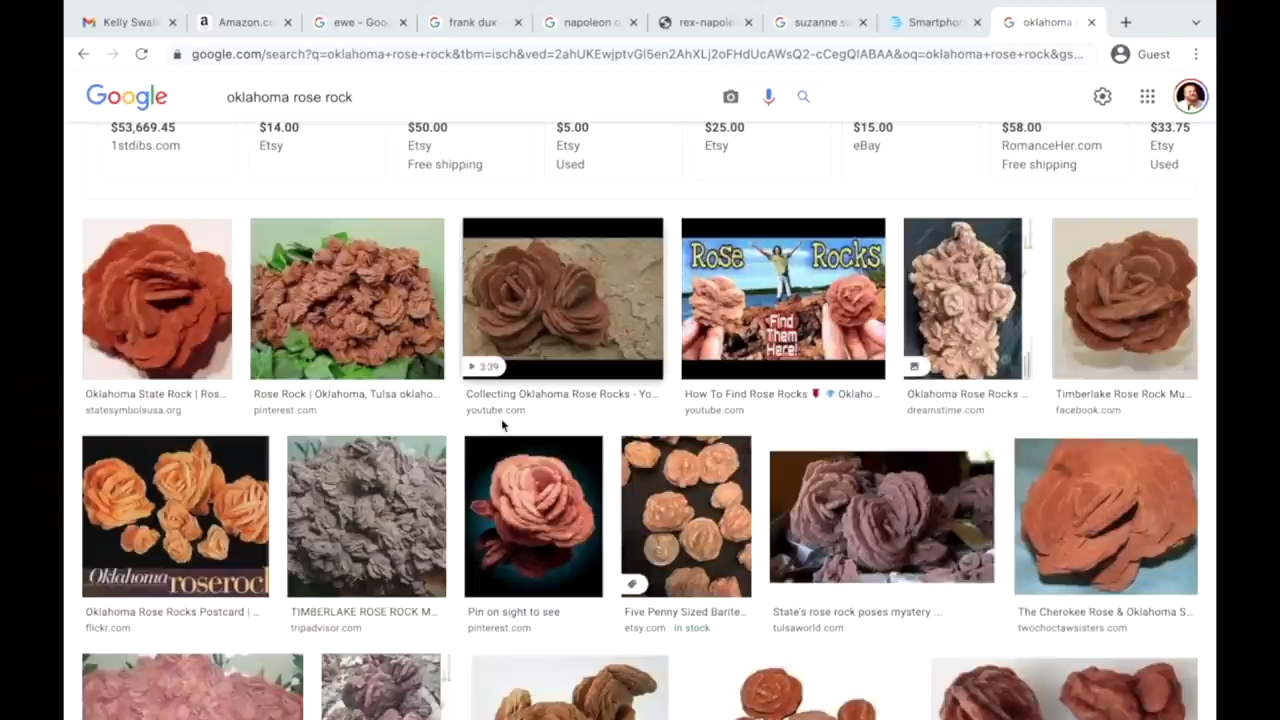 Kelly Swal
Amazon.c
ewe - Goo
frank dux -
napoleon o
rex-napole
suzanne s
Smartpho
oklahoma
google.com/search?q=oklahoma+rose+rock&tbm=isch&ved=2ahUKEwjptvGl5en2AhXLj2oFHdUcAWsQ2-cCegQIABAA&oq=oklahoma+rose+rock&gs...
Guest
Google
oklahoma rose rock
$53,669.45
1stdibs.com
$14.00
Etsy
$50.00
Etsy
Free shipping
$5.00
Etsy
Used
$25.00
Etsy
$15.00
eBay
$58.00
RomanceHer.com
Free shipping
$33.75
Etsy
Used
Rose Rocks
Find
Them
Here!
3:39
Oklahoma State Rock | Ros...
statesymbolsusa.org
Rose Rock | Oklahoma, Tulsa oklaho...
pinterest.com
Collecting Oklahoma Rose Rocks - Yo...
youtube.com
How To Find Rose Rocks 🌹 💎 Oklaho...
youtube.com
Oklahoma Rose Rocks ...
dreamstime.com
Timberlake Rose Rock Mu...
facebook.com
Oklahoma roserock
Oklahoma Rose Rocks Postcard | ...
flickr.com
TIMBERLAKE ROSE ROCK M...
tripadvisor.com
Pin on sight to see
pinterest.com
Five Penny Sized Barite...
etsy.com · In stock
State's rose rock poses mystery ...
tulsaworld.com
The Cherokee Rose & Oklahoma S...
twochoctawsisters.com